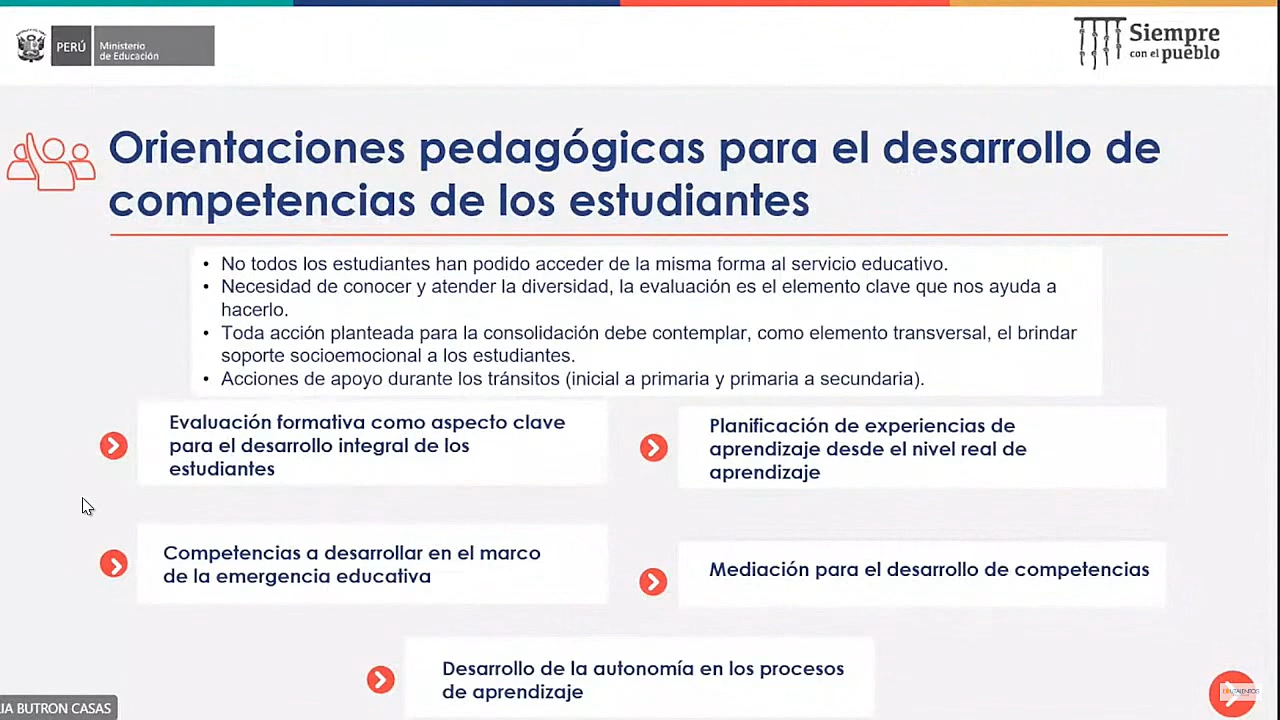 PERÚ
Ministerio
de Educación
Siempre
con el pueblo
Orientaciones pedagógicas para el desarrollo de
competencias de los estudiantes
• No todos los estudiantes han podido acceder de la misma forma al servicio educativo.
• Necesidad de conocer y atender la diversidad, la evaluación es el elemento clave que nos ayuda a
hacerlo.
• Toda acción planteada para la consolidación debe contemplar, como elemento transversal, el brindar
soporte socioemocional a los estudiantes.
• Acciones de apoyo durante los tránsitos (inicial a primaria y primaria a secundaria).
Evaluación formativa como aspecto clave
para el desarrollo integral de los
estudiantes
Planificación de experiencias de
aprendizaje desde el nivel real de
aprendizaje
Competencias a desarrollar en el marco
de la emergencia educativa
Mediación para el desarrollo de competencias
Desarrollo de la autonomía en los procesos
de aprendizaje
LIA BUTRON CASAS